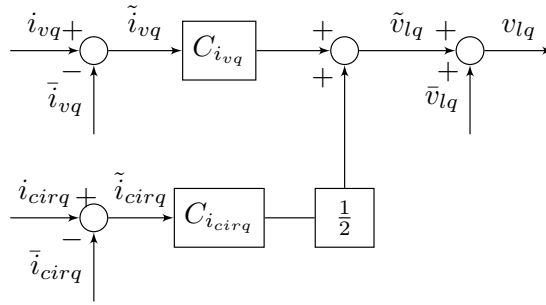 i_{vq} + ĩ_{vq} C_{i_{vq}} + ṽ_{lq} + v_{lq}
− + +
ī_{vq} v̄_{lq}
i_{cirq} + ĩ_{cirq} C_{i_{cirq}} 1/2
−
ī_{cirq}